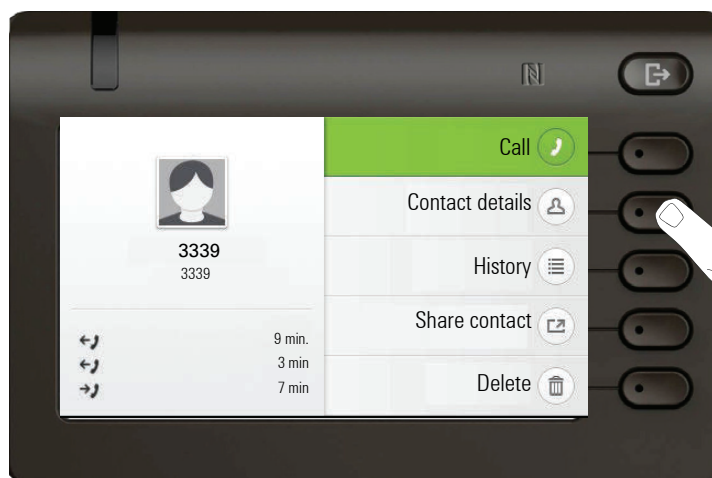 Call
3339
3339
Contact details
History
9 min.
3 min
7 min
Share contact
Delete